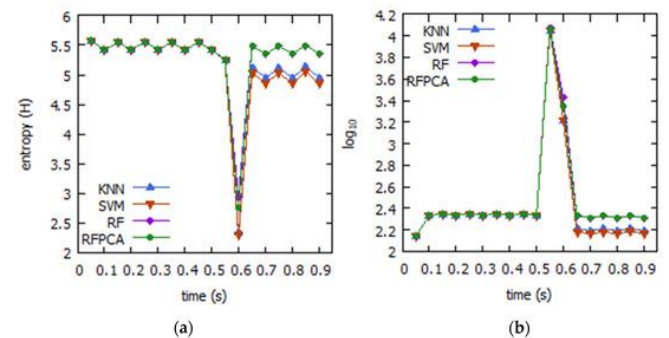 6
5.5
5
4.5
4
3.5
3
2.5
2
entropy (H)
KNN
SVM
RF
RFPCA
0 0.1 0.2 0.3 0.4 0.5 0.6 0.7 0.8 0.9
time (s)
(a)
4.2
4
3.8
3.6
3.4
3.2
3
2.8
2.6
2.4
2.2
2
log10
KNN
SVM
RF
RFPCA
0 0.1 0.2 0.3 0.4 0.5 0.6 0.7 0.8 0.9
time (s)
(b)